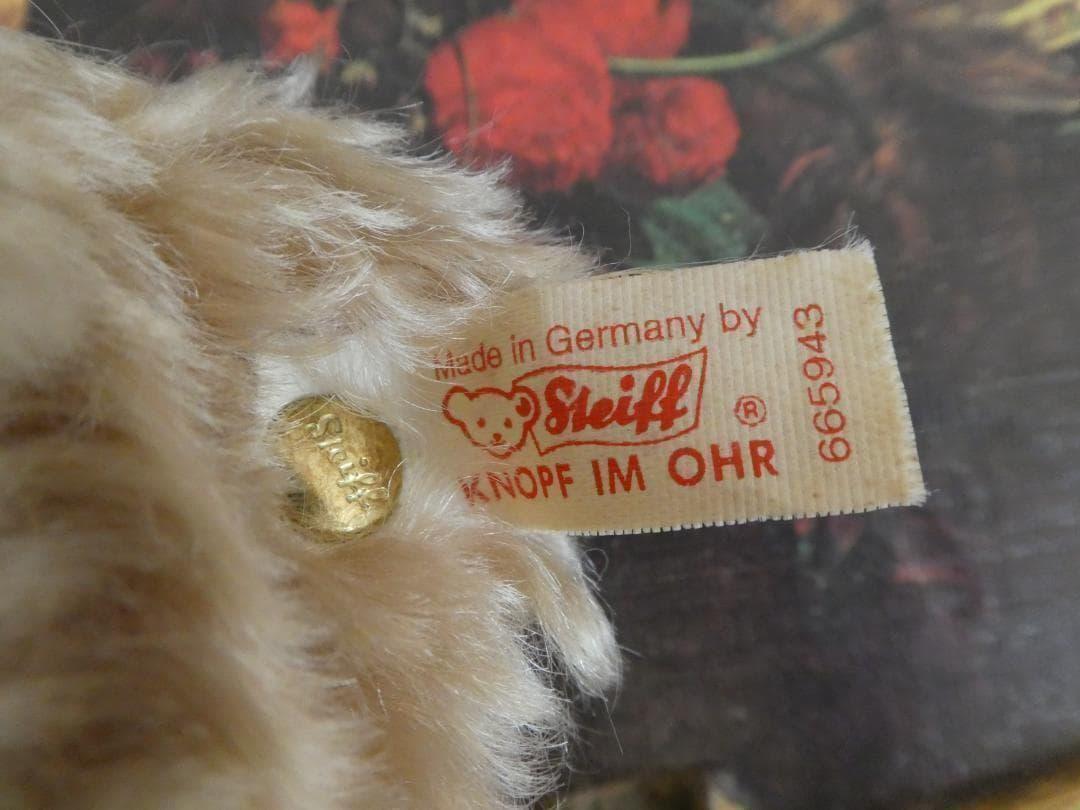 Made in Germany by
Steiff ®
KNOPF IM OHR
665943
Steiff